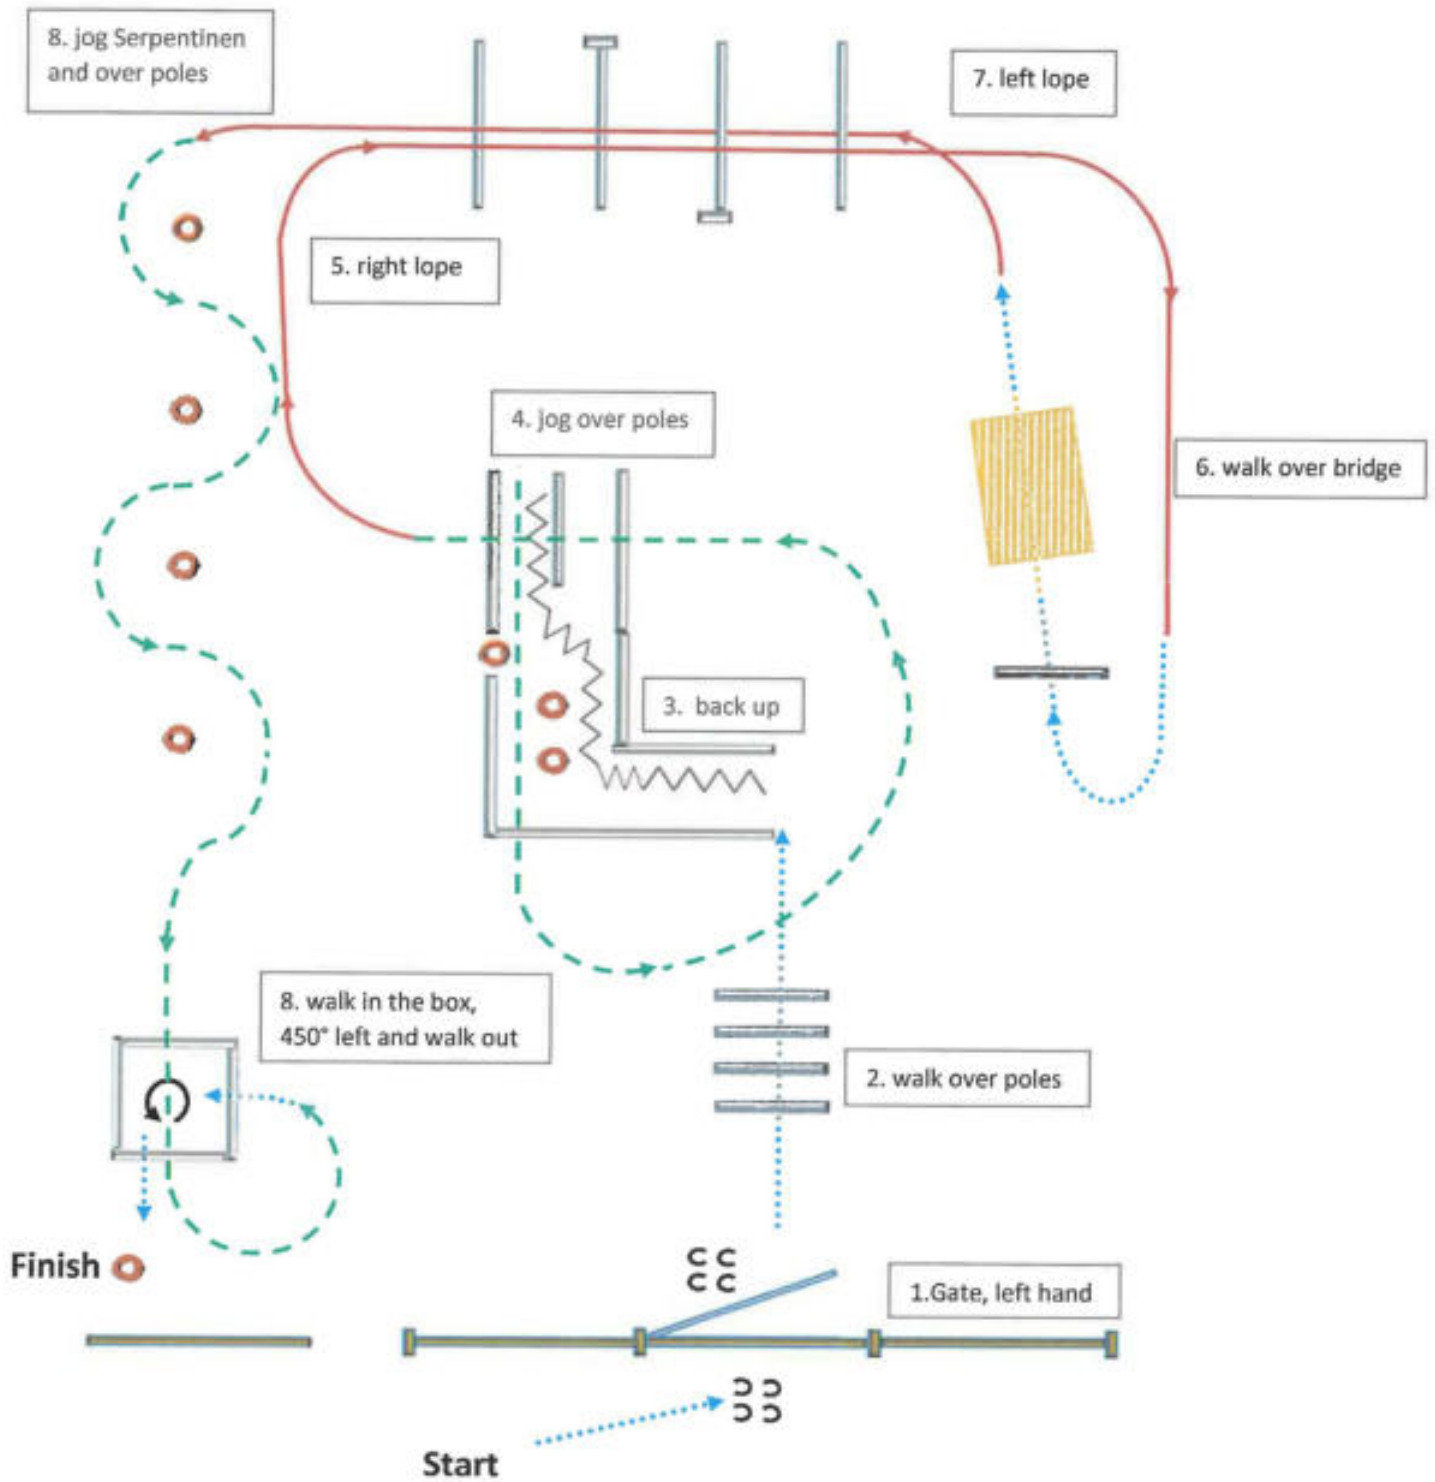 8. jog Serpentinen
and over poles
7. left lope
5. right lope
4. jog over poles
6. walk over bridge
3. back up
8. walk in the box,
450° left and walk out
2. walk over poles
Finish
1.Gate, left hand
Start